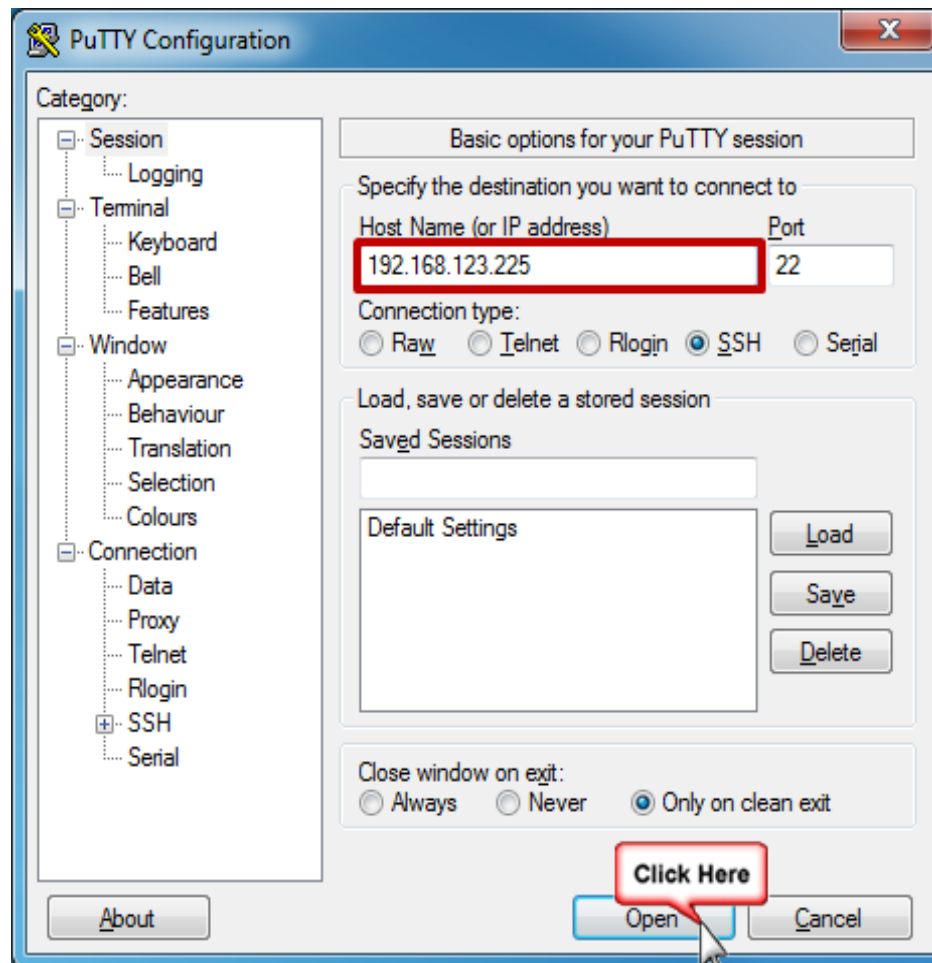 PuTTY Configuration
X
Category:
Session
Logging
Terminal
Keyboard
Bell
Features
Window
Appearance
Behaviour
Translation
Selection
Colours
Connection
Data
Proxy
Telnet
Rlogin
SSH
Serial
Basic options for your PuTTY session
Specify the destination you want to connect to
Host Name (or IP address) Port
192.168.123.225 22
Connection type:
Raw Telnet Rlogin SSH Serial
Load, save or delete a stored session
Saved Sessions
Default Settings
Load
Save
Delete
Close window on exit:
Always Never Only on clean exit
Click Here
About Open Cancel